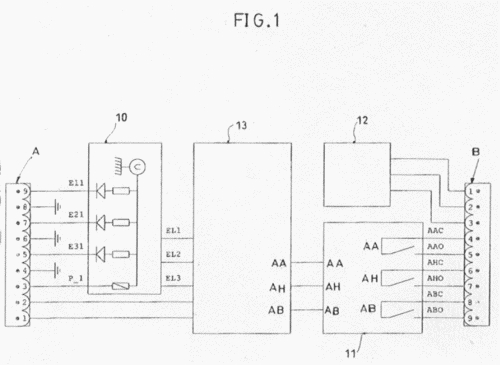 FIG.1
10
13
12
A
B
C
9
E11
8
7
E21
6
5
E31
4
3
P_1
2
1
EL1
EL2
EL3
AA
AH
AB
AA
AH
AB
AA
AH
AB
AAC
AAO
AHC
AHO
ABC
ABO
1
2
3
4
5
6
7
8
9
11